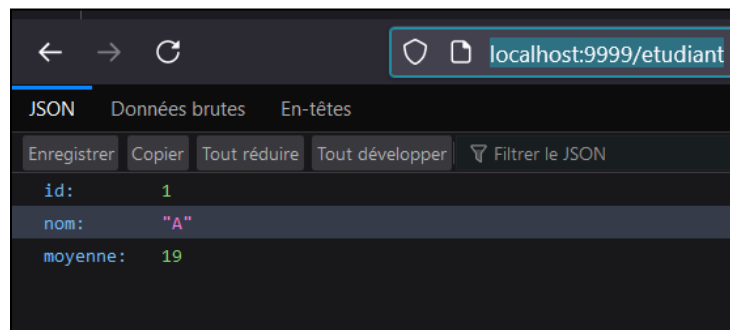 localhost:9999/etudiant
JSON Données brutes En-têtes
Enregistrer Copier Tout réduire Tout développer Filtrer le JSON
id: 1
nom: "A"
moyenne: 19